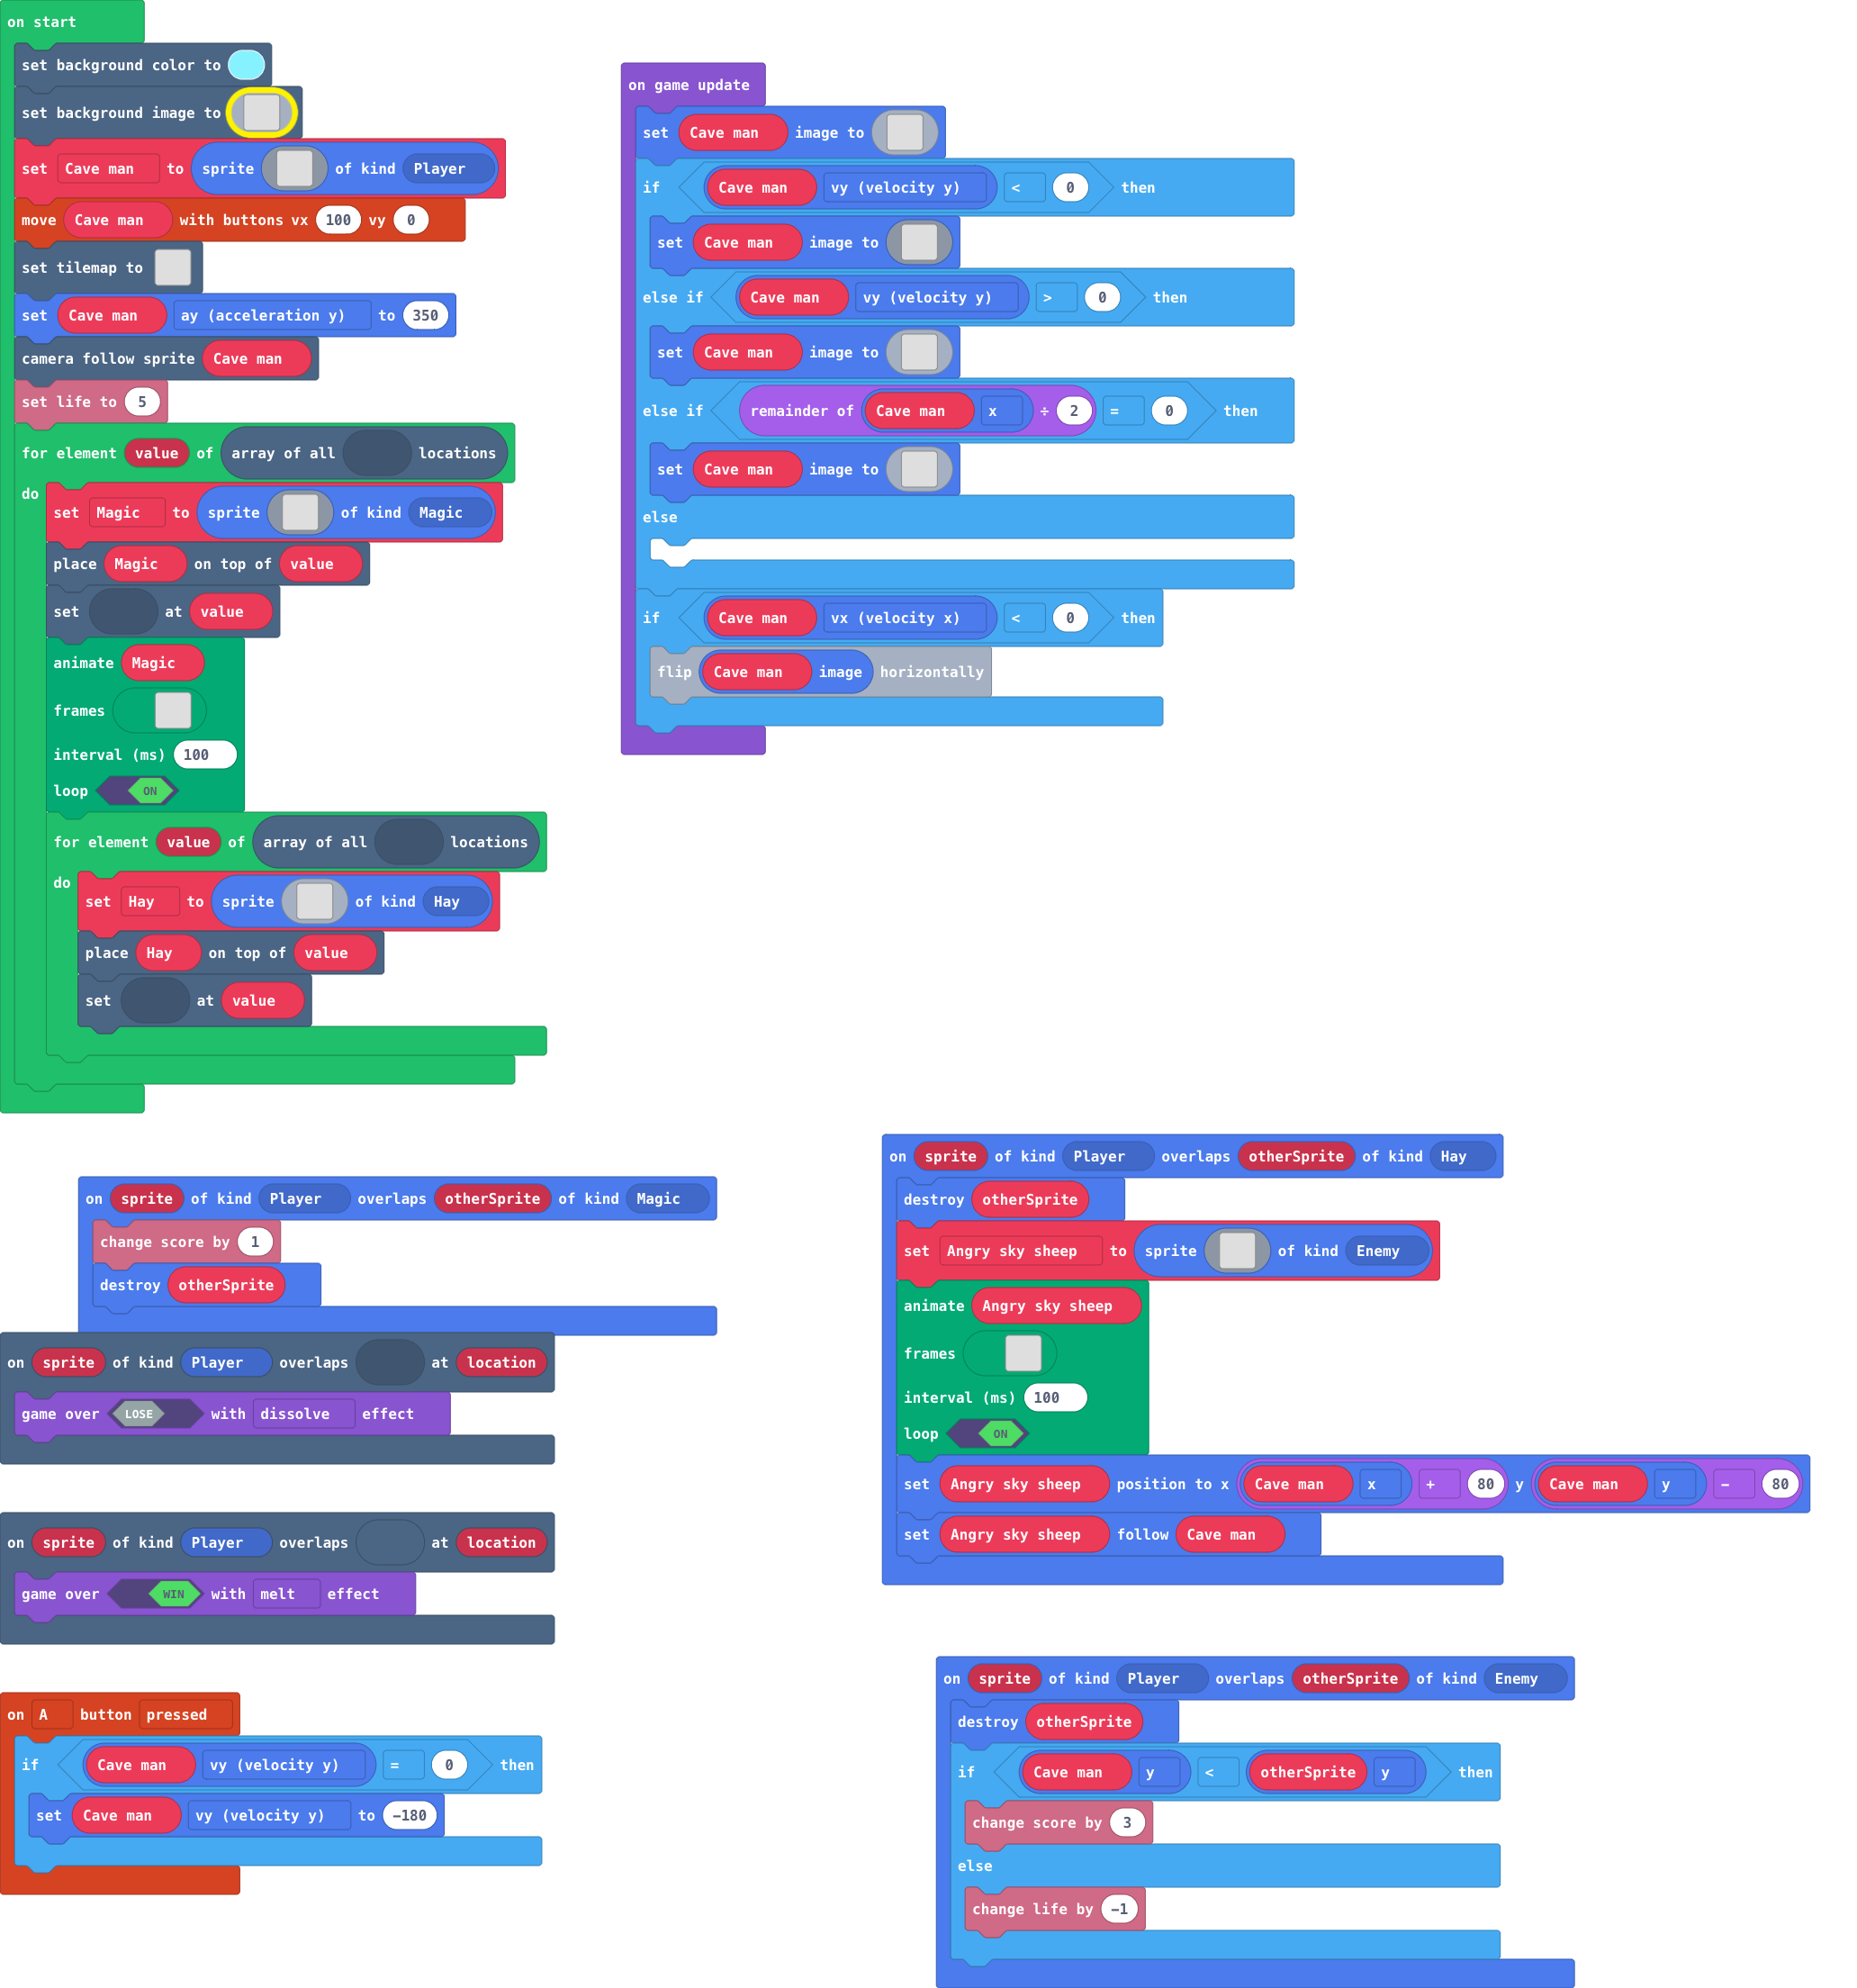 on start
set background color to
set background image to
set Cave man to sprite of kind Player
move Cave man with buttons vx 100 vy 0
set tilemap to
set Cave man ay (acceleration y) to 350
camera follow sprite Cave man
set life to 5
for element value of array of all locations
do
set Magic to sprite of kind Magic
place Magic on top of value
set at value
animate Magic
frames
interval (ms) 100
loop ON
for element value of array of all locations
do
set Hay to sprite of kind Hay
place Hay on top of value
set at value
on game update
set Cave man image to
if Cave man vy (velocity y) < 0 then
set Cave man image to
else if Cave man vy (velocity y) > 0 then
set Cave man image to
else if remainder of Cave man x ÷ 2 = 0 then
set Cave man image to
else
if Cave man vx (velocity x) < 0 then
flip Cave man image horizontally
on sprite of kind Player overlaps otherSprite of kind Magic
change score by 1
destroy otherSprite
on sprite of kind Player overlaps at location
game over LOSE with dissolve effect
on sprite of kind Player overlaps at location
game over WIN with melt effect
on A button pressed
if Cave man vy (velocity y) = 0 then
set Cave man vy (velocity y) to −180
on sprite of kind Player overlaps otherSprite of kind Hay
destroy otherSprite
set Angry sky sheep to sprite of kind Enemy
animate Angry sky sheep
frames
interval (ms) 100
loop ON
set Angry sky sheep position to x Cave man x + 80 y Cave man y − 80
set Angry sky sheep follow Cave man
on sprite of kind Player overlaps otherSprite of kind Enemy
destroy otherSprite
if Cave man y < otherSprite y then
change score by 3
else
change life by −1